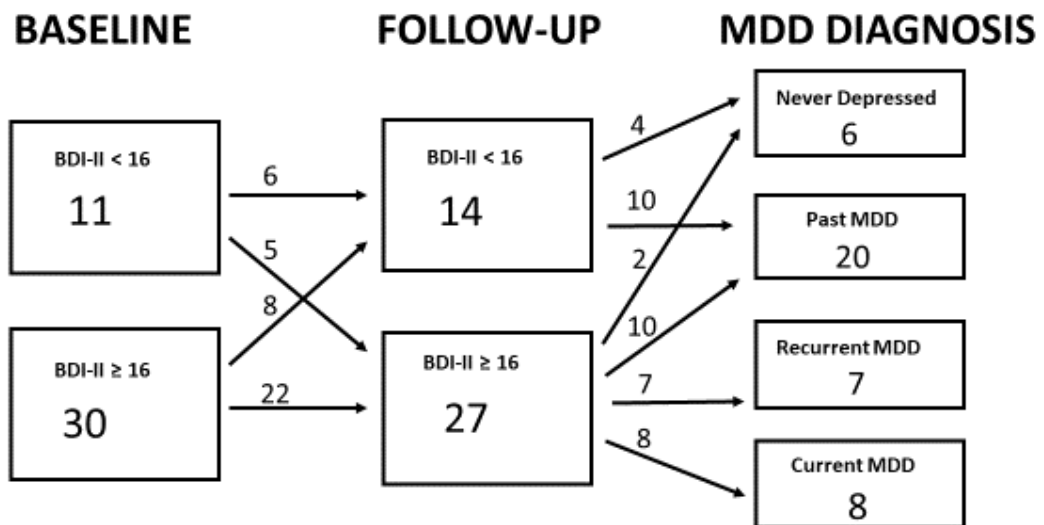 BASELINE
FOLLOW-UP
MDD DIAGNOSIS
BDI-II < 16
11
BDI-II ≥ 16
30
6
5
8
22
BDI-II < 16
14
BDI-II ≥ 16
27
4
10
2
10
7
8
Never Depressed
6
Past MDD
20
Recurrent MDD
7
Current MDD
8